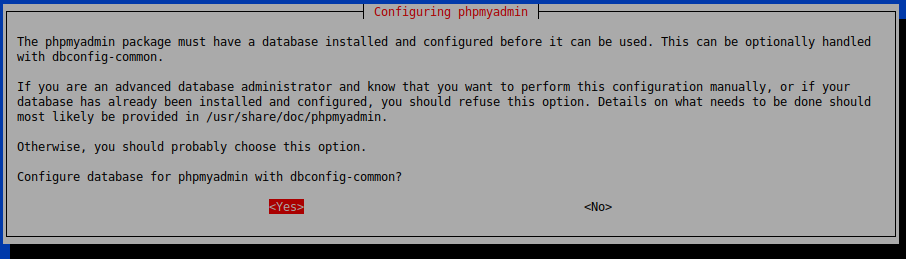 Configuring phpmyadmin
The phpmyadmin package must have a database installed and configured before it can be used. This can be optionally handled
with dbconfig-common.
If you are an advanced database administrator and know that you want to perform this configuration manually, or if your
database has already been installed and configured, you should refuse this option. Details on what needs to be done should
most likely be provided in /usr/share/doc/phpmyadmin.
Otherwise, you should probably choose this option.
Configure database for phpmyadmin with dbconfig-common?
<Yes> <No>